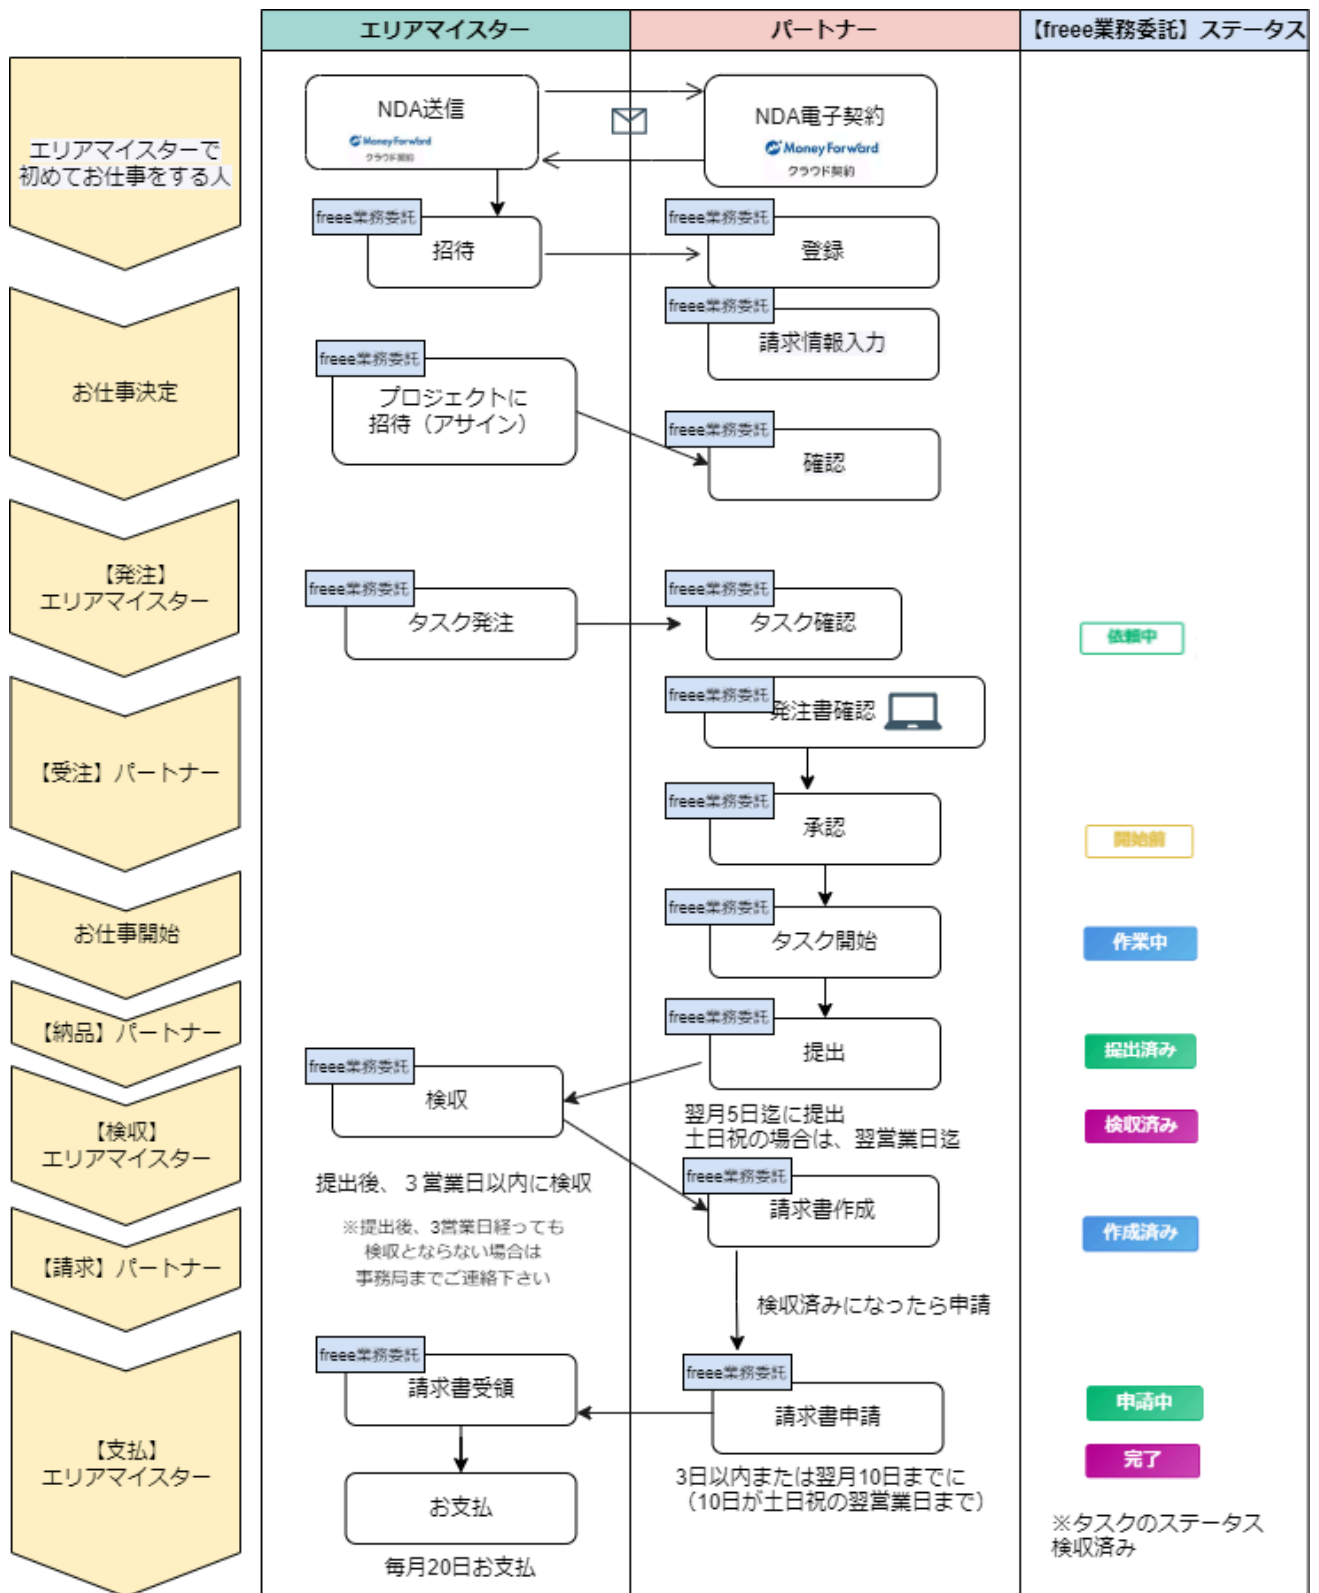 エリアマイスター
パートナー
【freee業務委託】ステータス
エリアマイスターで
初めてお仕事をする人
NDA送信
Money Forward
クラウド契約
NDA電子契約
Money Forward
クラウド契約
freee業務委託
招待
freee業務委託
登録
お仕事決定
freee業務委託
請求情報入力
freee業務委託
プロジェクトに
招待（アサイン）
freee業務委託
確認
【発注】
エリアマイスター
freee業務委託
タスク発注
freee業務委託
タスク確認
依頼中
【受注】パートナー
freee業務委託
発注書確認
freee業務委託
承認
開始前
お仕事開始
freee業務委託
タスク開始
作業中
【納品】パートナー
freee業務委託
提出
提出済み
翌月5日迄に提出
土日祝の場合は、翌営業日迄
【検収】
エリアマイスター
freee業務委託
検収
検収済み
提出後、３営業日以内に検収
※提出後、3営業日経っても
検収とならない場合は
事務局までご連絡下さい
【請求】パートナー
freee業務委託
請求書作成
作成済み
検収済みになったら申請
【支払】
エリアマイスター
freee業務委託
請求書受領
freee業務委託
請求書申請
申請中
完了
3日以内または翌月10日までに
（10日が土日祝の翌営業日まで）
お支払
毎月20日お支払
※タスクのステータス
検収済み